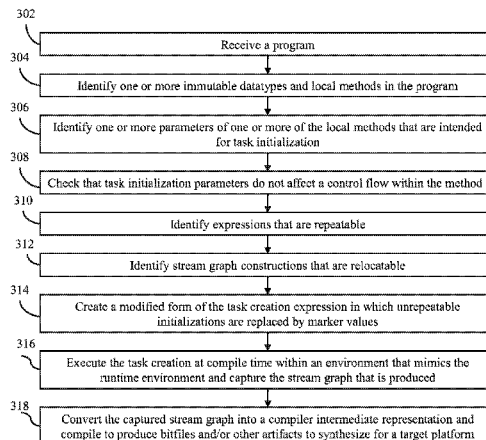 302
Receive a program
304
Identify one or more immutable datatypes and local methods in the program
306
Identify one or more parameters of one or more of the local methods that are intended
for task initialization
308
Check that task initialization parameters do not affect a control flow within the method
310
Identify expressions that are repeatable
312
Identify stream graph constructions that are relocatable
314
Create a modified form of the task creation expression in which unrepeatable
initializations are replaced by marker values
316
Execute the task creation at compile time within an environment that mimics the
runtime environment and capture the stream graph that is produced
318
Convert the captured stream graph into a compiler intermediate representation and
compile to produce bitfiles and/or other artifacts to synthesize for a target platform